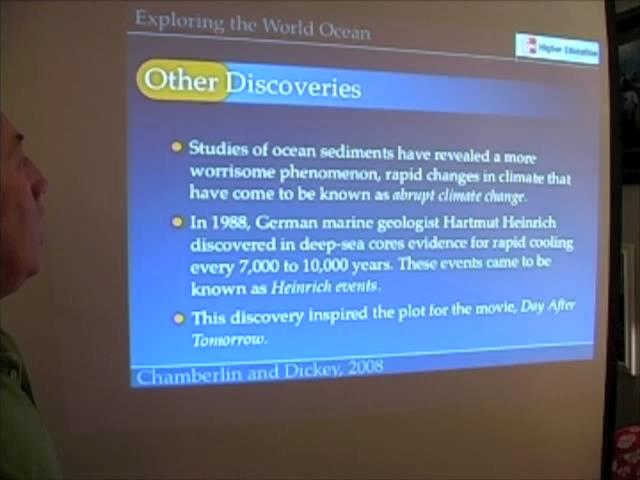 Exploring the World Ocean
Higher Education
Other Discoveries
Studies of ocean sediments have revealed a more
worrisome phenomenon, rapid changes in climate that
have come to be known as abrupt climate change.
In 1988, German marine geologist Hartmut Heinrich
discovered in deep-sea cores evidence for rapid cooling
every 7,000 to 10,000 years. These events came to be
known as Heinrich events.
This discovery inspired the plot for the movie, Day After
Tomorrow.
Chamberlin and Dickey, 2008